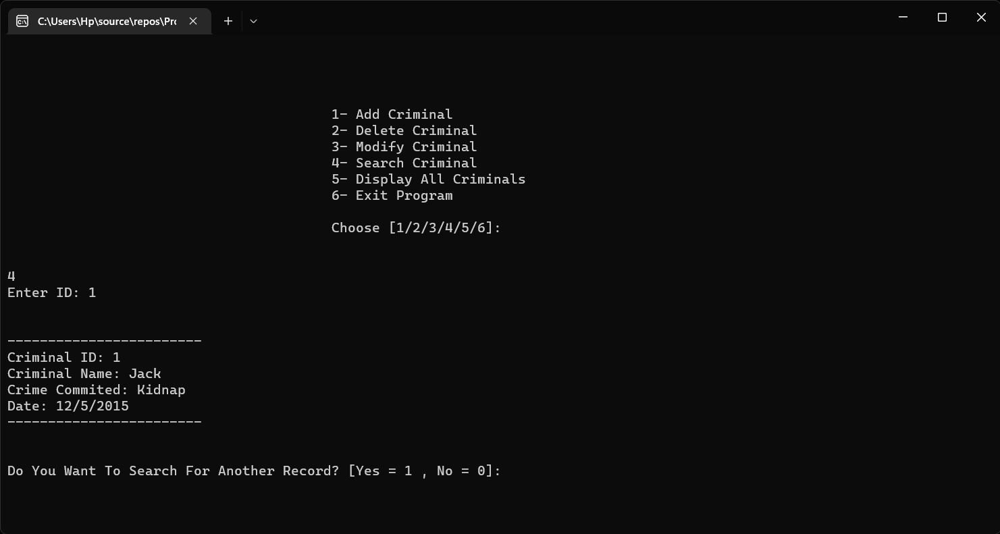 C:\Users\Hp\source\repos\Pro
1- Add Criminal
2- Delete Criminal
3- Modify Criminal
4- Search Criminal
5- Display All Criminals
6- Exit Program
Choose [1/2/3/4/5/6]:
4
Enter ID: 1
------------------------
Criminal ID: 1
Criminal Name: Jack
Crime Commited: Kidnap
Date: 12/5/2015
------------------------
Do You Want To Search For Another Record? [Yes = 1 , No = 0]: